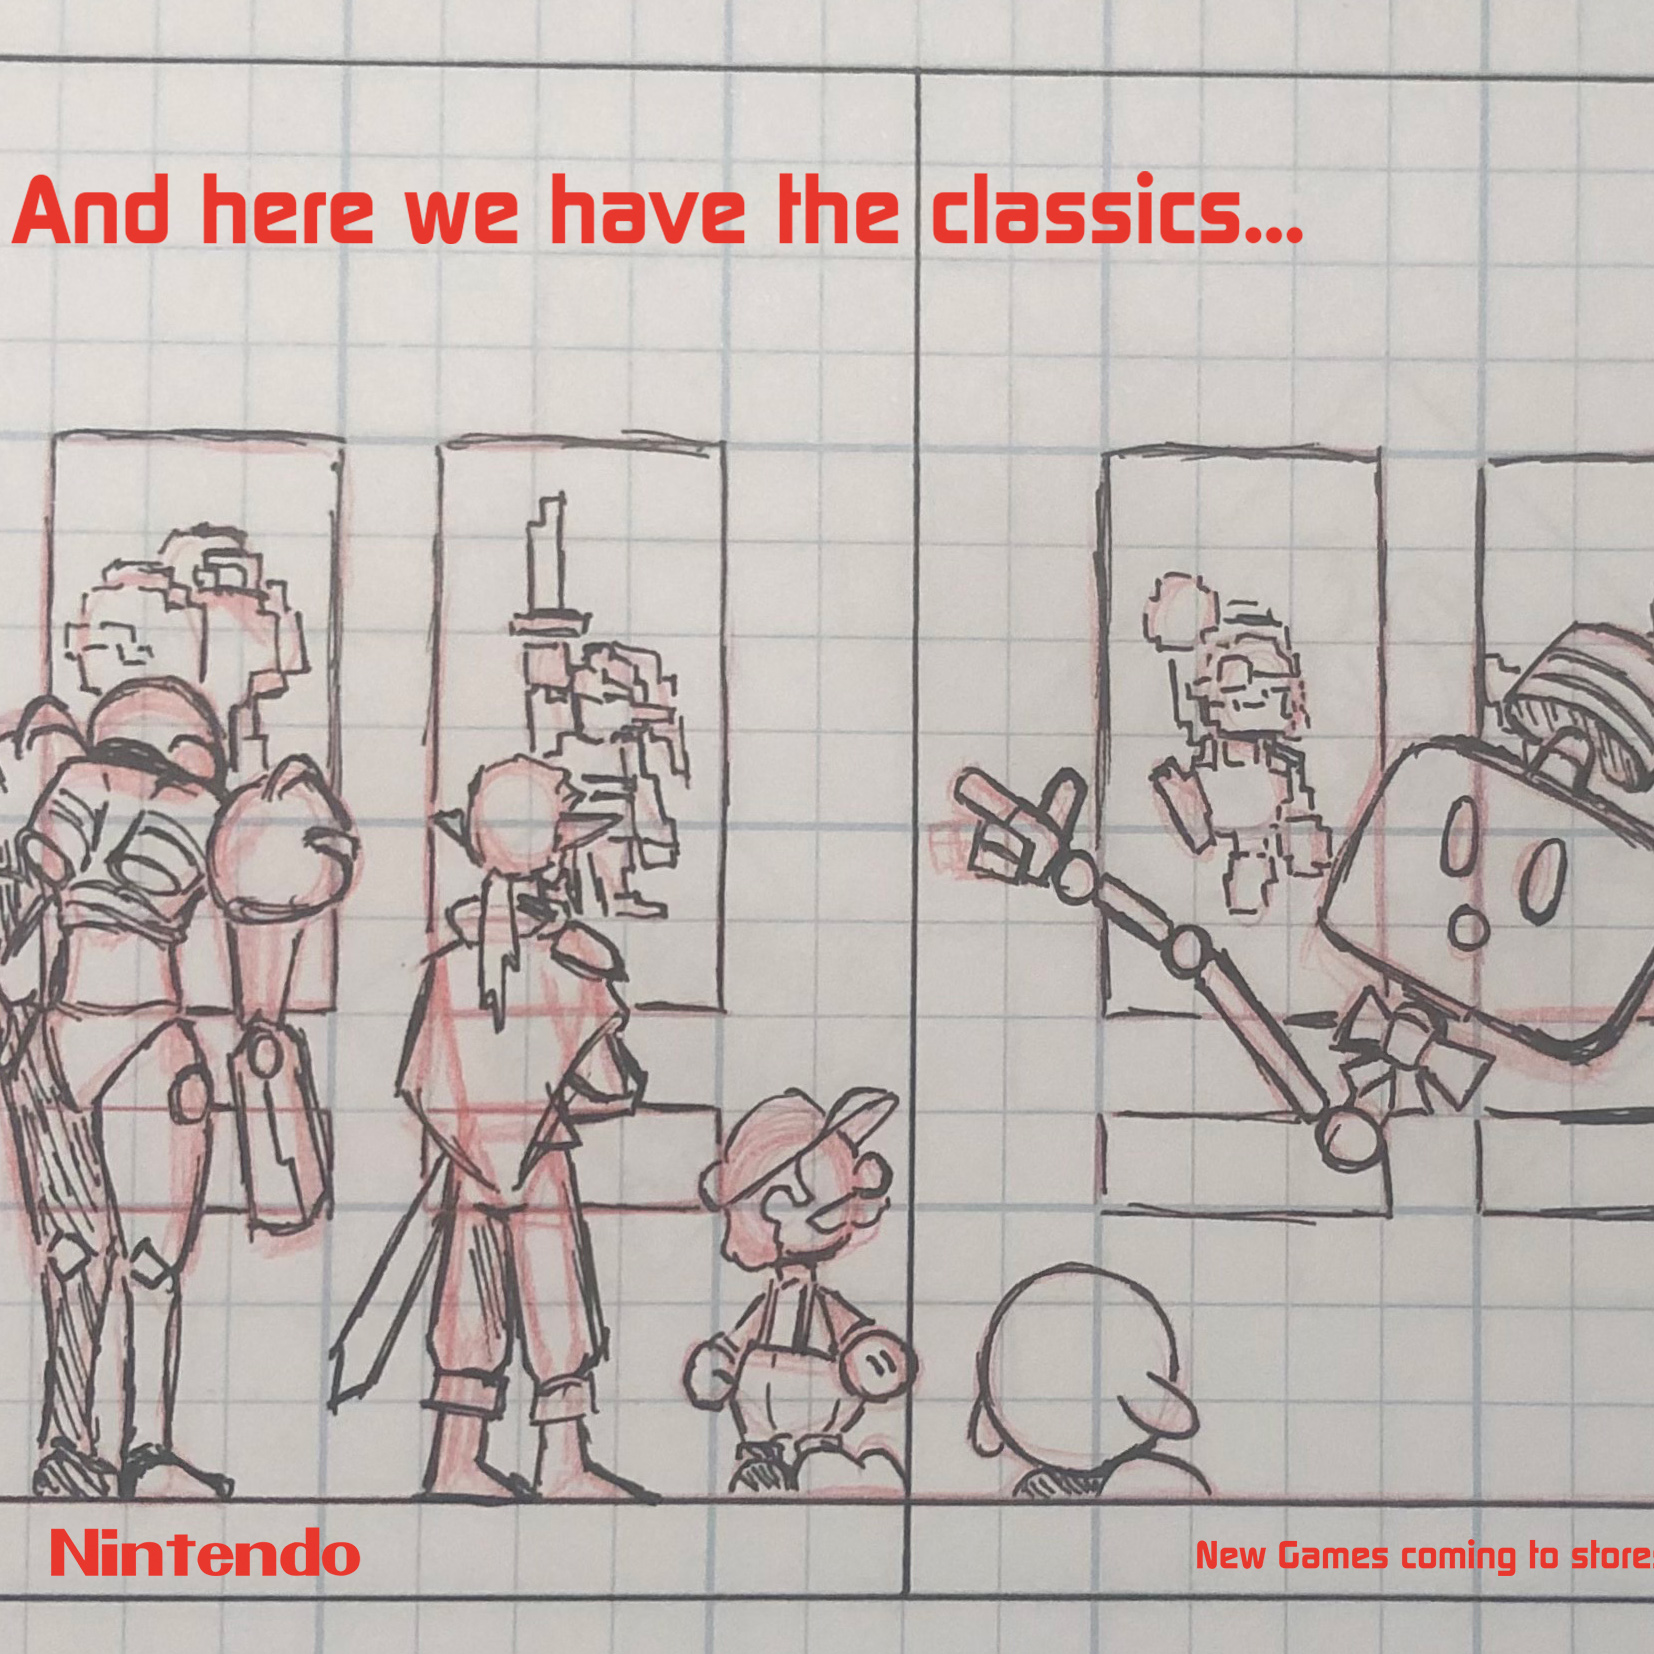 And here we have the classics...
Nintendo
New Games coming to store